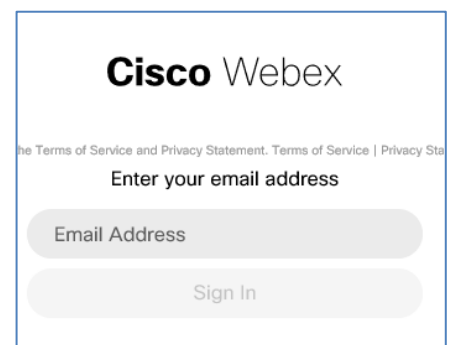 Cisco Webex
he Terms of Service and Privacy Statement. Terms of Service | Privacy Sta
Enter your email address
Email Address
Sign In